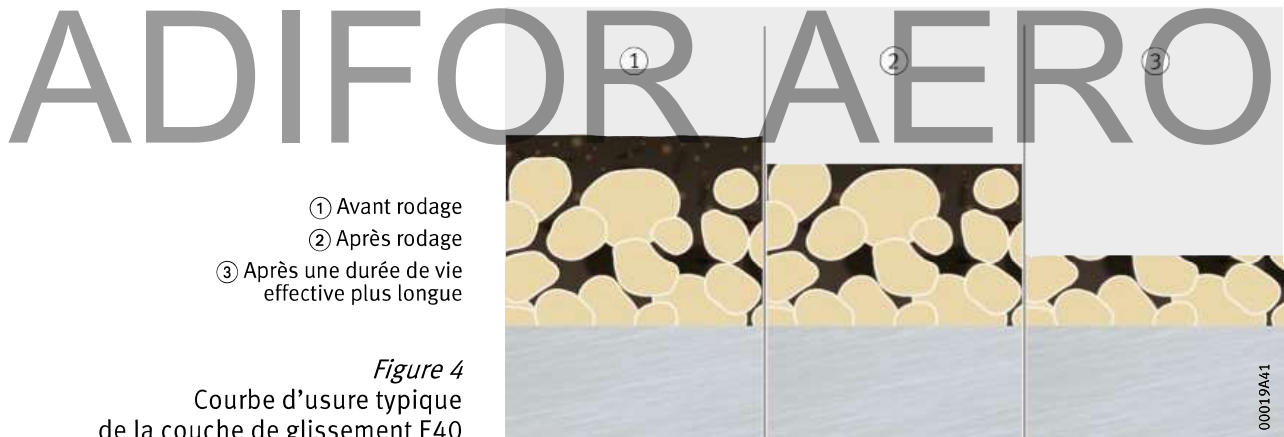 ADIFOR AERO
① ② ③
① Avant rodage
② Après rodage
③ Après une durée de vie
effective plus longue
Figure 4
Courbe d'usure typique
de la couche de glissement E40
00019A41